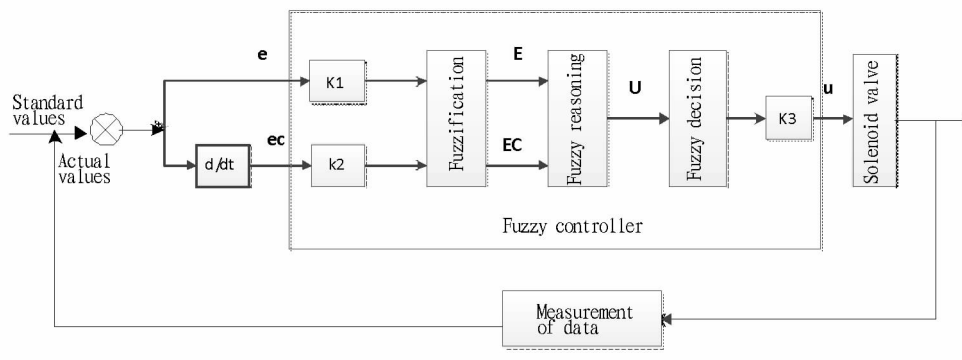 Standard
values
Actual
values
e
ec
d/dt
K1
k2
Fuzzification
E
EC
Fuzzy reasoning
U
Fuzzy decision
K3
u
Solenoid valve
Fuzzy controller
Measurement
of data